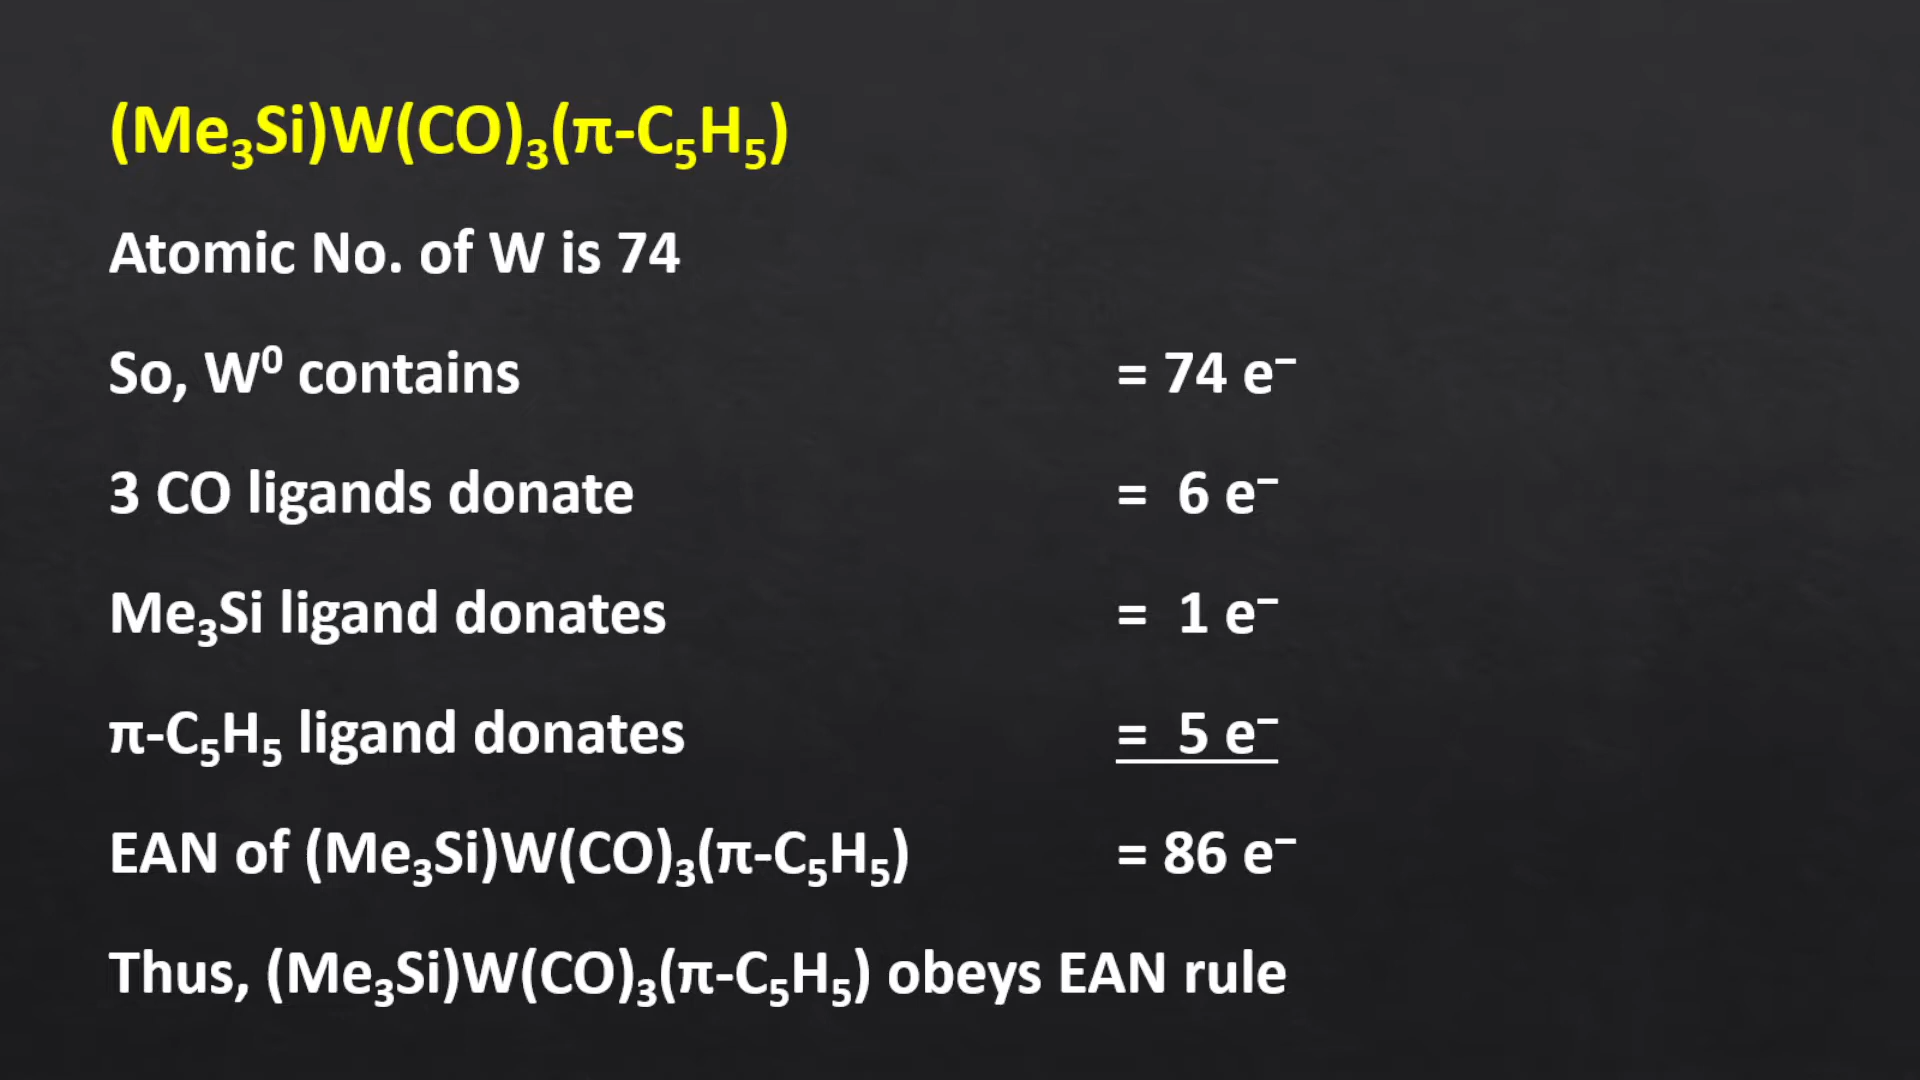 (Me₃Si)W(CO)₃(π-C₅H₅)
Atomic No. of W is 74
So, W⁰ contains = 74 e⁻
3 CO ligands donate = 6 e⁻
Me₃Si ligand donates = 1 e⁻
π-C₅H₅ ligand donates = 5 e⁻
EAN of (Me₃Si)W(CO)₃(π-C₅H₅) = 86 e⁻
Thus, (Me₃Si)W(CO)₃(π-C₅H₅) obeys EAN rule